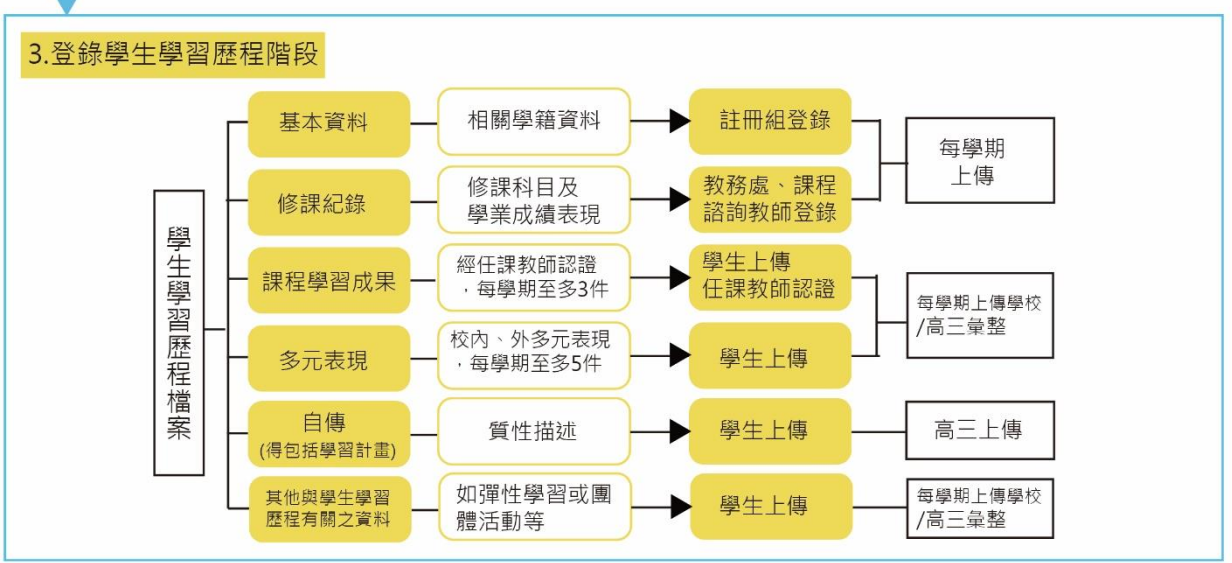 3.登錄學生學習歷程階段
學生學習歷程檔案
基本資料
相關學籍資料
註冊組登錄
每學期
上傳
修課紀錄
修課科目及
學業成績表現
教務處、課程
諮詢教師登錄
課程學習成果
經任課教師認證
，每學期至多3件
學生上傳
任課教師認證
每學期上傳學校
/高三彙整
多元表現
校內、外多元表現
，每學期至多5件
學生上傳
自傳
(得包括學習計畫)
質性描述
學生上傳
高三上傳
其他與學生學習
歷程有關之資料
如彈性學習或團
體活動等
學生上傳
每學期上傳學校
/高三彙整